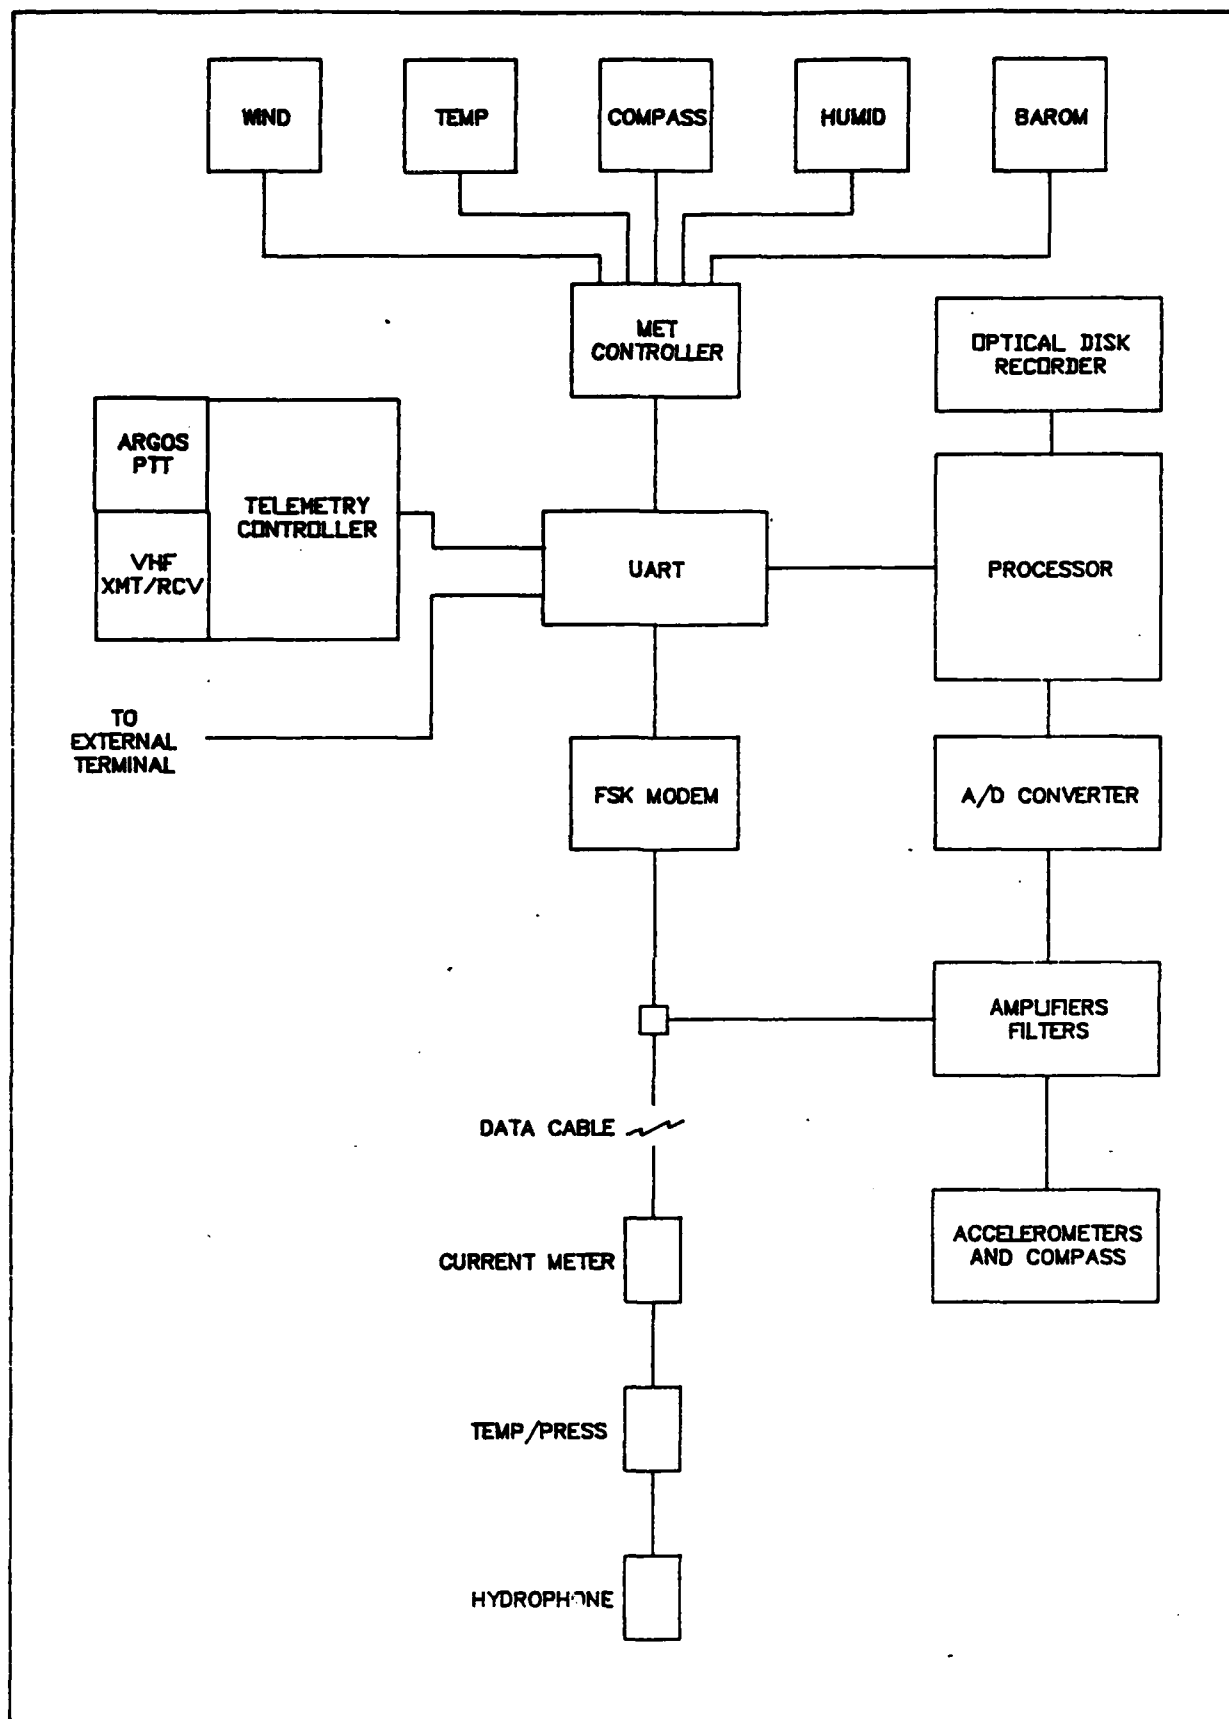 WIND
TEMP
COMPASS
HUMID
BAROM
MET
CONTROLLER
OPTICAL DISK
RECORDER
ARGOS
PTT
TELEMETRY
CONTROLLER
VHF
XMT/RCV
UART
PROCESSOR
TO
EXTERNAL
TERMINAL
FSK MODEM
A/D CONVERTER
AMPLIFIERS
FILTERS
DATA CABLE
ACCELEROMETERS
AND COMPASS
CURRENT METER
TEMP/PRESS
HYDROPHONE